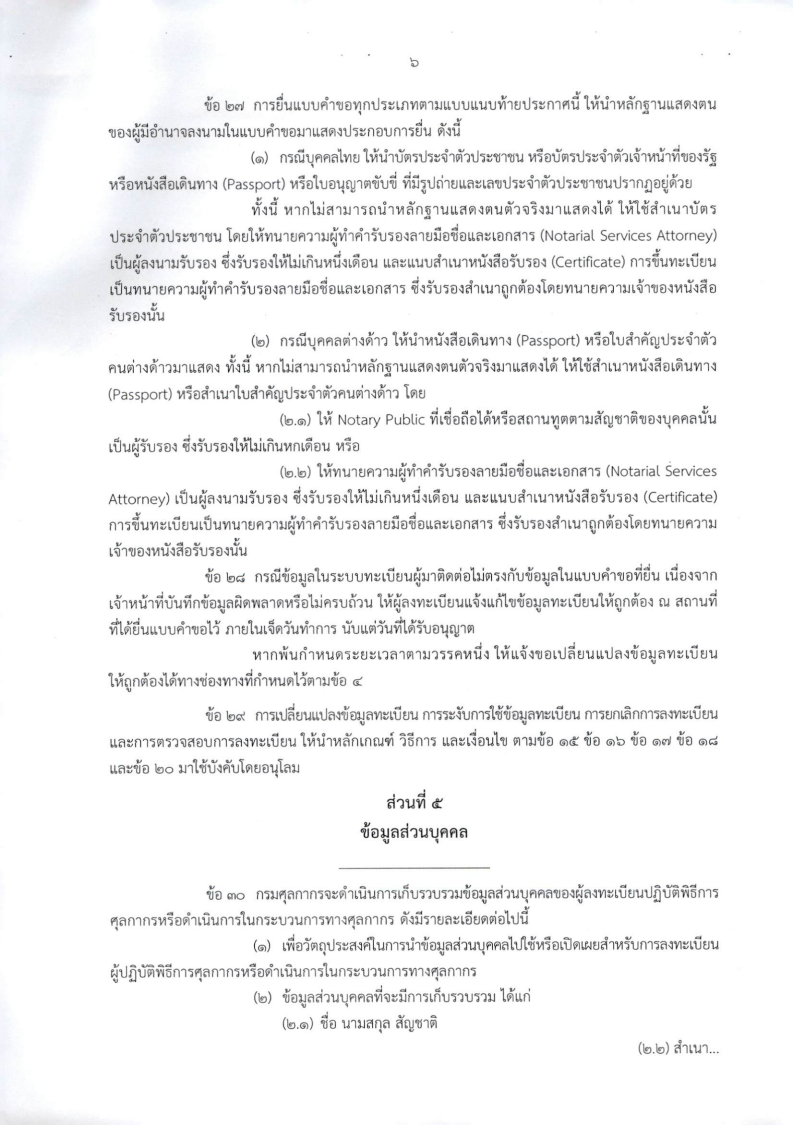 ๖
ข้อ ๒๗ การยื่นแบบคำขอทุกประเภทตามแบบแนบท้ายประกาศนี้ ให้นำหลักฐานแสดงตน
ของผู้มีอำนาจลงนามในแบบคำขอมาแสดงประกอบการยื่น ดังนี้
(๑) กรณีบุคคลไทย ให้นำบัตรประจำตัวประชาชน หรือบัตรประจำตัวเจ้าหน้าที่ของรัฐ
หรือหนังสือเดินทาง (Passport) หรือใบอนุญาตขับขี่ ที่มีรูปถ่ายและเลขประจำตัวประชาชนปรากฏอยู่ด้วย
ทั้งนี้ หากไม่สามารถนำหลักฐานแสดงตนตัวจริงมาแสดงได้ ให้ใช้สำเนาบัตร
ประจำตัวประชาชน โดยให้ทนายความผู้ทำคำรับรองลายมือชื่อและเอกสาร (Notarial Services Attorney)
เป็นผู้ลงนามรับรอง ซึ่งรับรองให้ไม่เกินหนึ่งเดือน และแนบสำเนาหนังสือรับรอง (Certificate) การขึ้นทะเบียน
เป็นทนายความผู้ทำคำรับรองลายมือชื่อและเอกสาร ซึ่งรับรองสำเนาถูกต้องโดยทนายความเจ้าของหนังสือ
รับรองนั้น
(๒) กรณีบุคคลต่างด้าว ให้นำหนังสือเดินทาง (Passport) หรือใบสำคัญประจำตัว
คนต่างด้าวมาแสดง ทั้งนี้ หากไม่สามารถนำหลักฐานแสดงตนตัวจริงมาแสดงได้ ให้ใช้สำเนาหนังสือเดินทาง
(Passport) หรือสำเนาใบสำคัญประจำตัวคนต่างด้าว โดย
(๒.๑) ให้ Notary Public ที่เชื่อถือได้หรือสถานทูตตามสัญชาติของบุคคลนั้น
เป็นผู้รับรอง ซึ่งรับรองให้ไม่เกินหกเดือน หรือ
(๒.๒) ให้ทนายความผู้ทำคำรับรองลายมือชื่อและเอกสาร (Notarial Services
Attorney) เป็นผู้ลงนามรับรอง ซึ่งรับรองให้ไม่เกินหนึ่งเดือน และแนบสำเนาหนังสือรับรอง (Certificate)
การขึ้นทะเบียนเป็นทนายความผู้ทำคำรับรองลายมือชื่อและเอกสาร ซึ่งรับรองสำเนาถูกต้องโดยทนายความ
เจ้าของหนังสือรับรองนั้น
ข้อ ๒๘ กรณีข้อมูลในระบบทะเบียนผู้มาติดต่อไม่ตรงกับข้อมูลในแบบคำขอที่ยื่น เนื่องจาก
เจ้าหน้าที่บันทึกข้อมูลผิดพลาดหรือไม่ครบถ้วน ให้ผู้ลงทะเบียนแจ้งแก้ไขข้อมูลทะเบียนให้ถูกต้อง ณ สถานที่
ที่ได้ยื่นแบบคำขอไว้ ภายในเจ็ดวันทำการ นับแต่วันที่ได้รับอนุญาต
หากพ้นกำหนดระยะเวลาตามวรรคหนึ่ง ให้แจ้งขอเปลี่ยนแปลงข้อมูลทะเบียน
ให้ถูกต้องได้ทางช่องทางที่กำหนดไว้ตามข้อ ๔
ข้อ ๒๙ การเปลี่ยนแปลงข้อมูลทะเบียน การระงับการใช้ข้อมูลทะเบียน การยกเลิกการลงทะเบียน
และการตรวจสอบการลงทะเบียน ให้นำหลักเกณฑ์ วิธีการ และเงื่อนไข ตามข้อ ๑๕ ข้อ ๑๖ ข้อ ๑๗ ข้อ ๑๘
และข้อ ๒๐ มาใช้บังคับโดยอนุโลม
ส่วนที่ ๕
ข้อมูลส่วนบุคคล
ข้อ ๓๐ กรมศุลกากรจะดำเนินการเก็บรวบรวมข้อมูลส่วนบุคคลของผู้ลงทะเบียนปฏิบัติพิธีการ
ศุลกากรหรือดำเนินการในกระบวนการทางศุลกากร ดังมีรายละเอียดต่อไปนี้
(๑) เพื่อวัตถุประสงค์ในการนำข้อมูลส่วนบุคคลไปใช้หรือเปิดเผยสำหรับการลงทะเบียน
ผู้ปฏิบัติพิธีการศุลกากรหรือดำเนินการในกระบวนการทางศุลกากร
(๒) ข้อมูลส่วนบุคคลที่จะมีการเก็บรวบรวม ได้แก่
(๒.๑) ชื่อ นามสกุล สัญชาติ
(๒.๒) สำเนา...